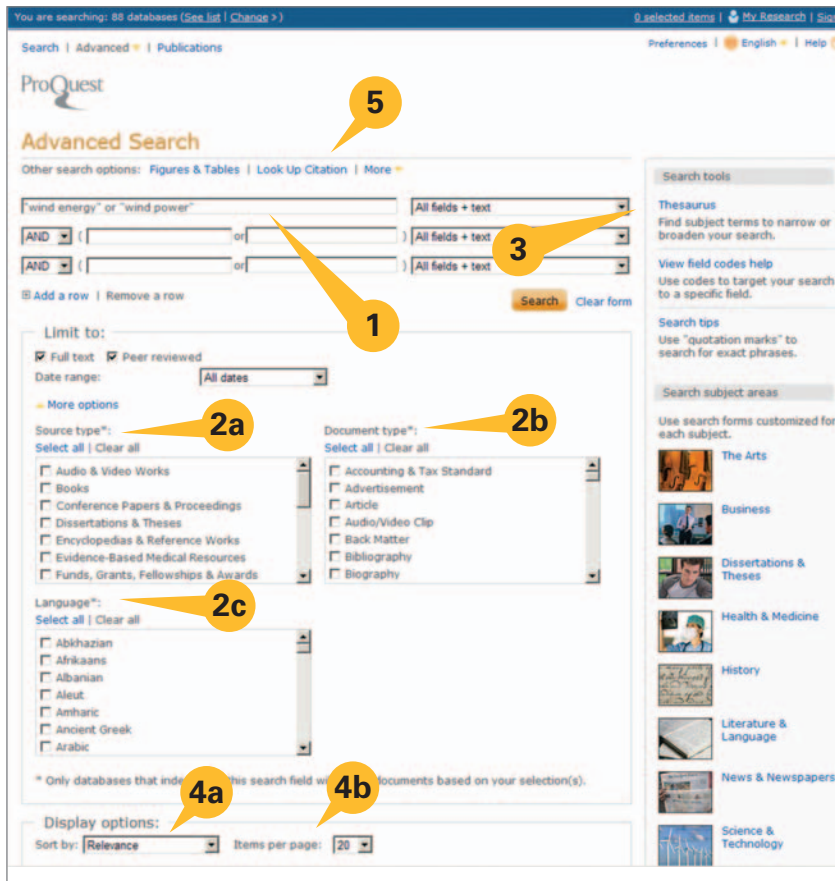 You are searching: 88 databases (See list | Change >)
0 selected items | My Research |
Search | Advanced | Publications
Preferences | English | Help
ProQuest
5
Advanced Search
Other search options: Figures & Tables | Look Up Citation | More
"wind energy" or "wind power" All fields + text
AND ( or ) All fields + text
3
AND ( or ) All fields + text
Add a row | Remove a row
Search Clear form
1
Limit to:
Full text Peer reviewed
Date range: All dates
More options
2a
2b
Source type*:
Select all | Clear all
Audio & Video Works
Books
Conference Papers & Proceedings
Dissertations & Theses
Encyclopedias & Reference Works
Evidence-Based Medical Resources
Funds, Grants, Fellowships & Awards
Document type*:
Select all | Clear all
Accounting & Tax Standard
Advertisement
Article
Audio/Video Clip
Back Matter
Bibliography
Biography
2c
Language*:
Select all | Clear all
Abkhazian
Afrikaans
Albanian
Aleut
Amharic
Ancient Greek
Arabic
* Only databases that this search field documents based on your selection(s).
4a
4b
Display options:
Sort by: Relevance Items per page: 20
Search tools
Thesaurus
Find subject terms to narrow or
broaden your search.
View field codes help
Use codes to target your search
to a specific field.
Search tips
Use "quotation marks" to
search for exact phrases.
Search subject areas
Use search forms customized for
each subject.
The Arts
Business
Dissertations &
Theses
Health & Medicine
History
Literature &
Language
News & Newspapers
Science &
Technology